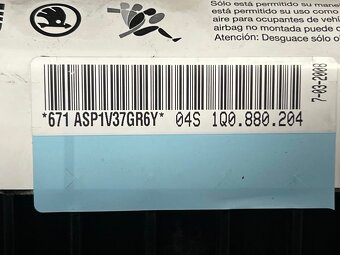 Sólo está permitido su manej
está permitido su uso como
aire para ocupantes de vehí
airbag no montada puede c
Atención: Desguace sólo
*671 ASP1V37GR6Y* 04S 1Q0.880.204
7-03-2008